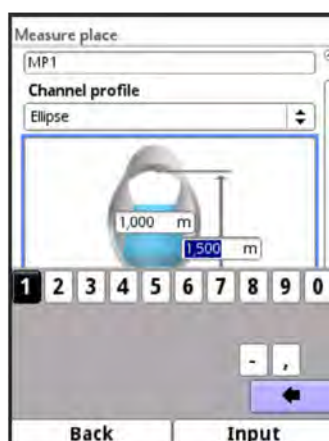 Measure place
MP1
Channel profile
Ellipse
1,000 m
1,500 m
1 2 3 4 5 6 7 8 9 0
- ,
Back Input